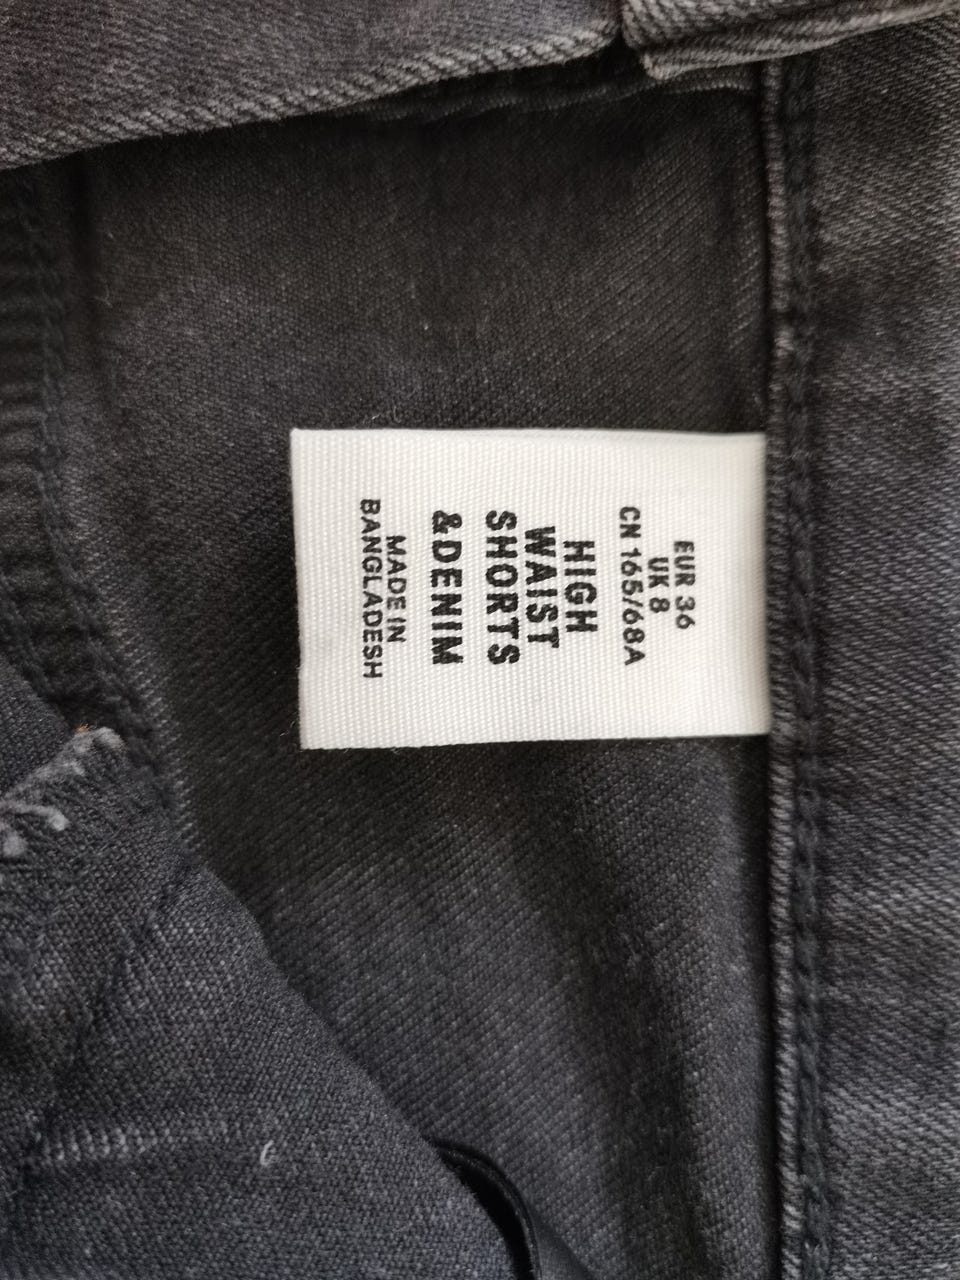 EUR 36
UK 8
CN 165/68A
HIGH
WAIST
SHORTS
&DENIM
MADE IN
BANGLADESH